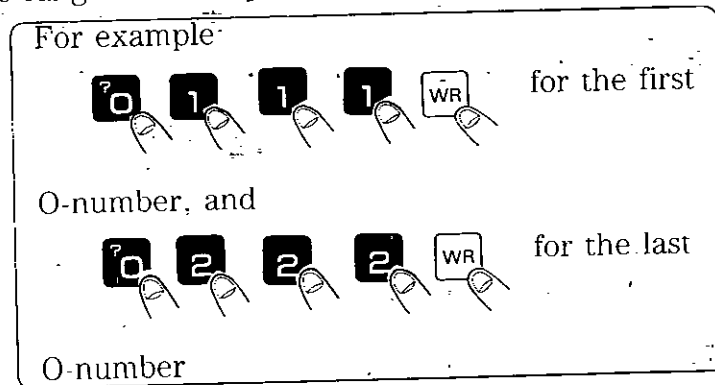 For example
?O 1 1 1 WR for the first
O-number, and
?O 2 2 2 WR for the last
O-number